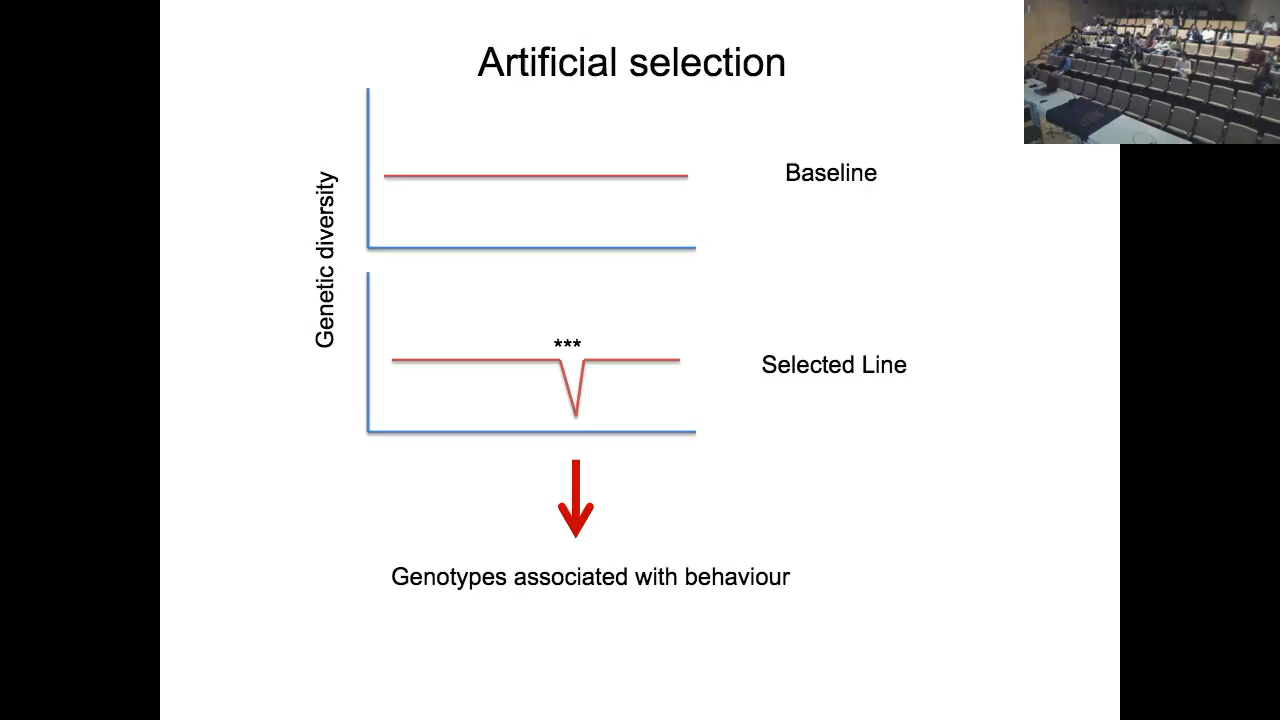 Artificial selection
Genetic diversity
Baseline
***
Selected Line
Genotypes associated with behaviour